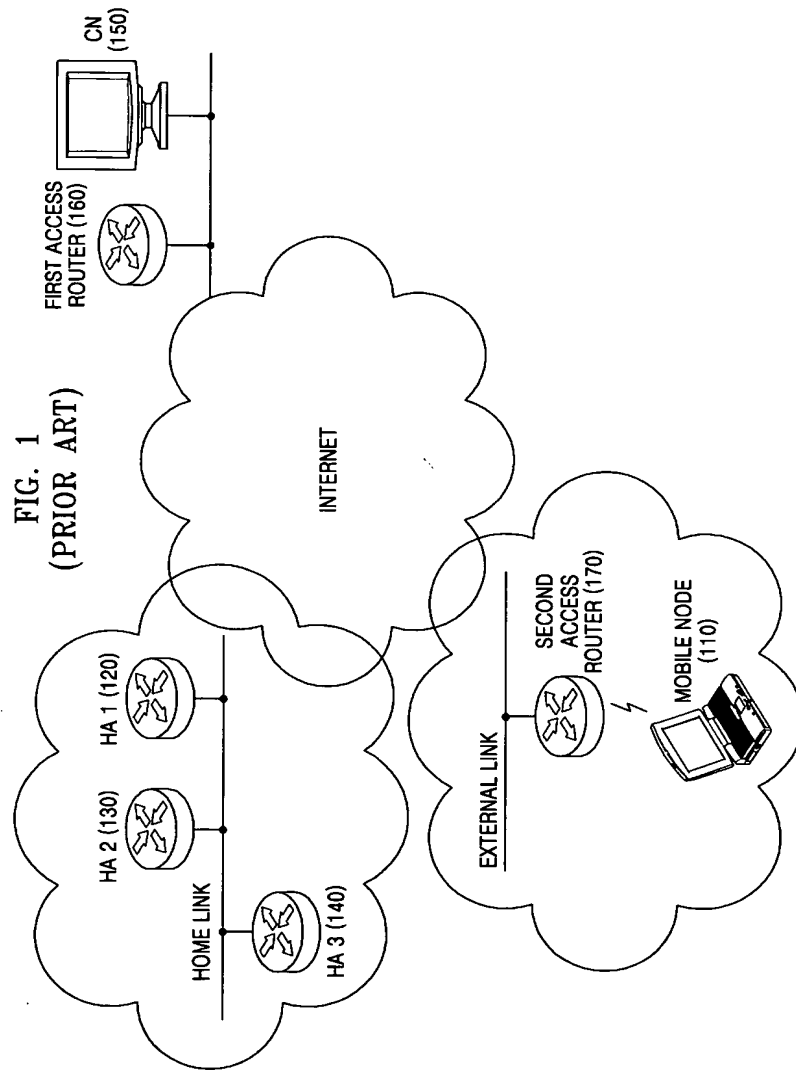 FIG. 1
(PRIOR ART)
HA 1 (120)
HA 2 (130)
HOME LINK
HA 3 (140)
INTERNET
FIRST ACCESS
ROUTER (160)
CN
(150)
EXTERNAL LINK
SECOND
ACCESS
ROUTER (170)
MOBILE NODE
(110)